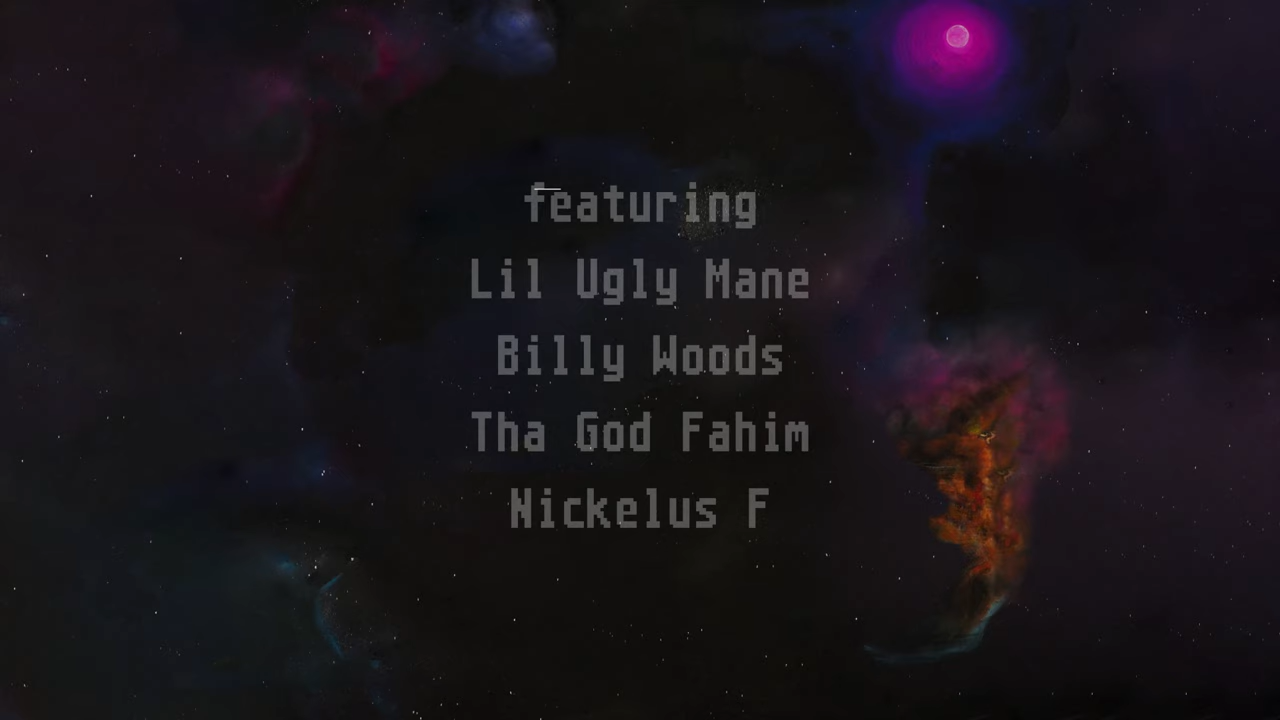 featuring
Lil Ugly Mane
Billy Woods
Tha God Fahim
Nickelus F